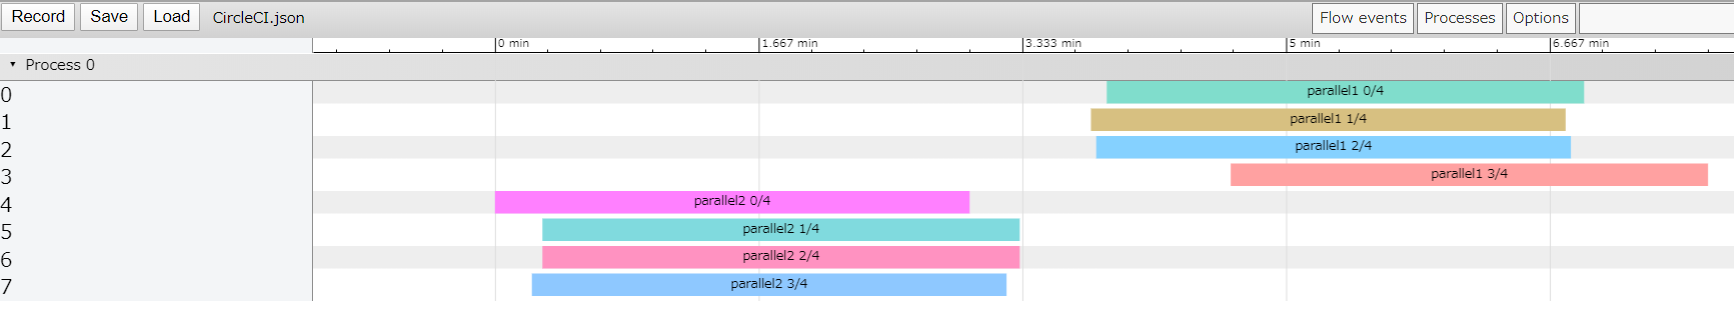 Record Save Load CircleCI.json Flow events Processes Options
0 min 1.667 min 3.333 min 5 min 6.667 min
▾ Process 0
0 parallel1 0/4
1 parallel1 1/4
2 parallel1 2/4
3 parallel1 3/4
4 parallel2 0/4
5 parallel2 1/4
6 parallel2 2/4
7 parallel2 3/4